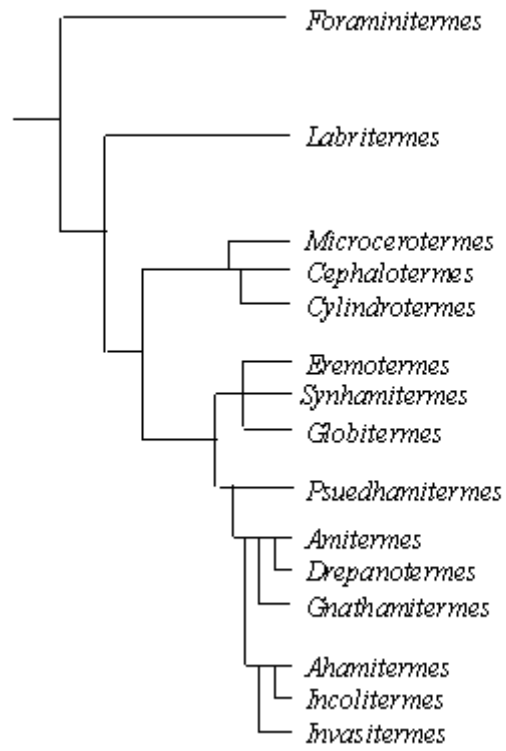 Foraminitermes
Labritermes
Microcerotermes
Cephalotermes
Cylindrotermes
Eremotermes
Synhamitermes
Globitermes
Psuedhamitermes
Amitermes
Drepanotermes
Gnathamitermes
Ahamitermes
Incolitermes
Invasitermes